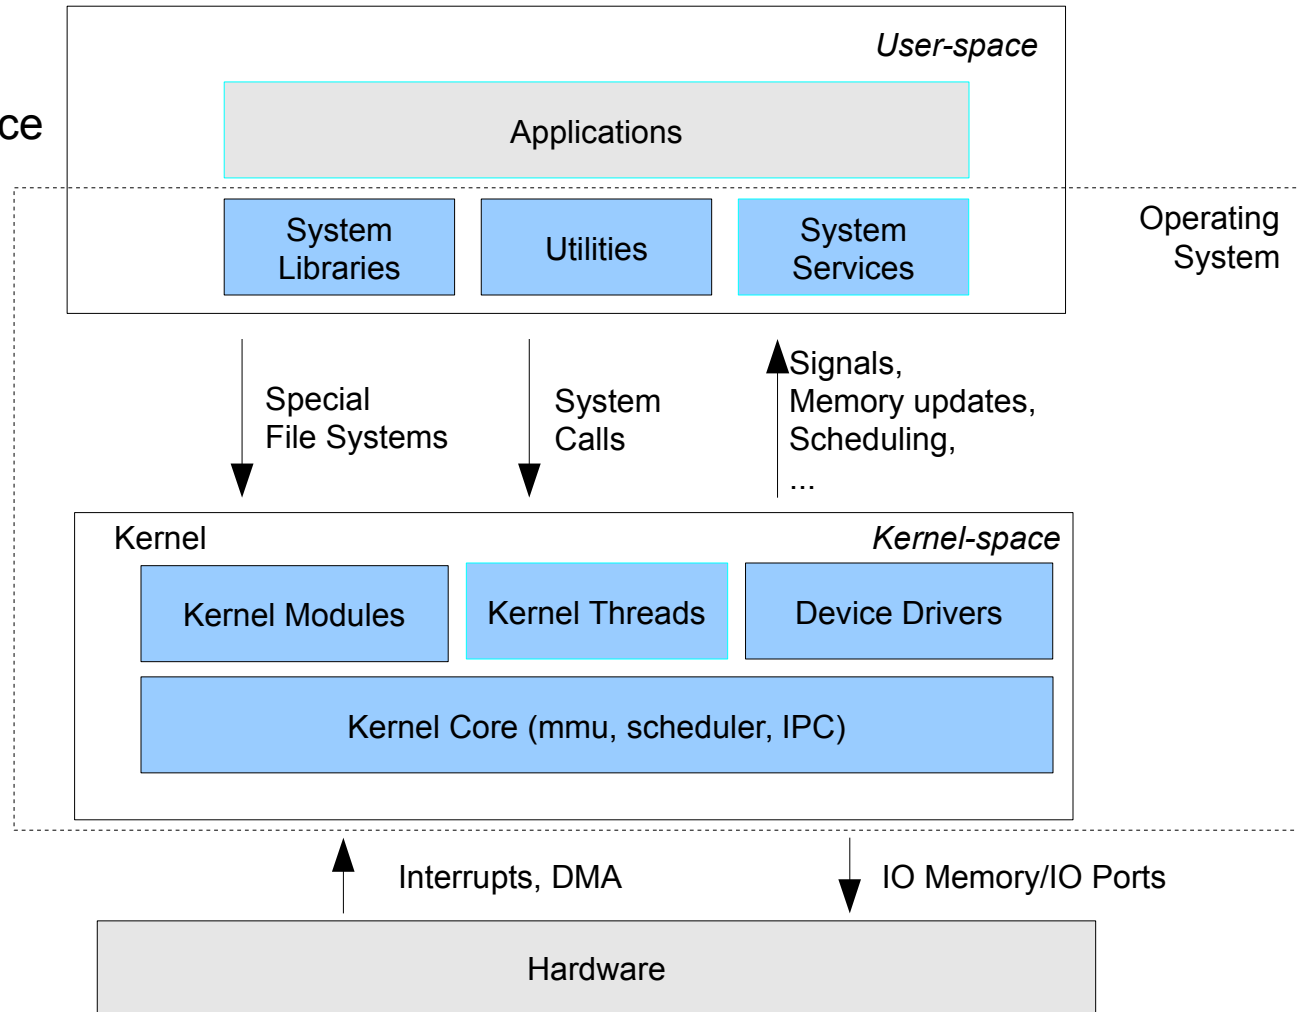 User-space
ce
Applications
Operating
System
System
Libraries
Utilities
System
Services
Special
File Systems
System
Calls
Signals,
Memory updates,
Scheduling,
...
Kernel
Kernel-space
Kernel Modules
Kernel Threads
Device Drivers
Kernel Core (mmu, scheduler, IPC)
Interrupts, DMA
IO Memory/IO Ports
Hardware